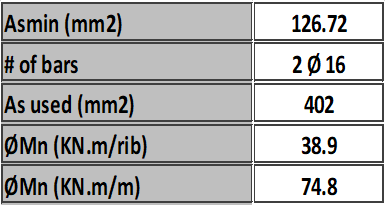 Asmin (mm2) 126.72
# of bars 2 Ø 16
As used (mm2) 402
ØMn (KN.m/rib) 38.9
ØMn (KN.m/m) 74.8